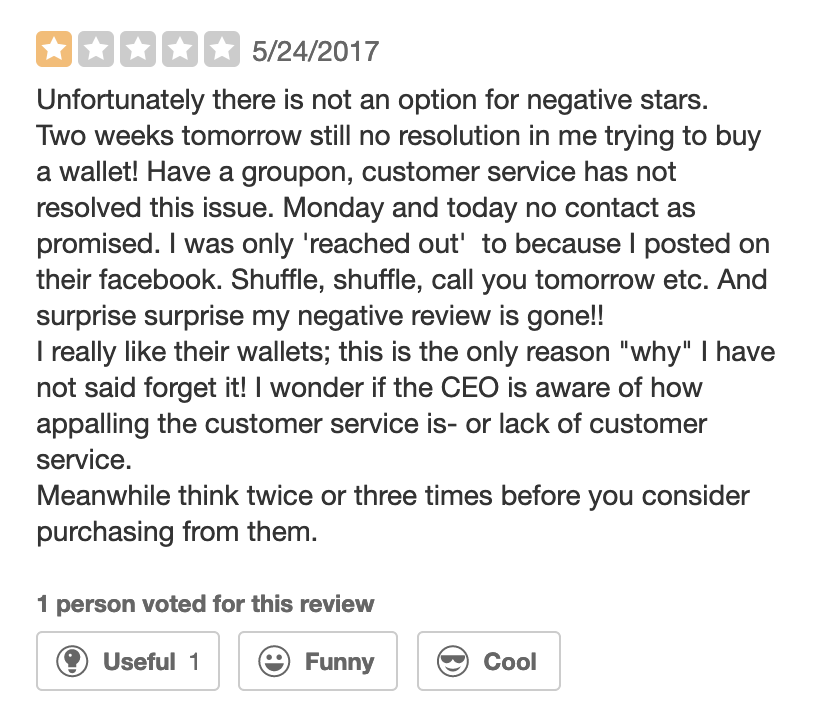 5/24/2017
Unfortunately there is not an option for negative stars.
Two weeks tomorrow still no resolution in me trying to buy
a wallet! Have a groupon, customer service has not
resolved this issue. Monday and today no contact as
promised. I was only 'reached out'  to because I posted on
their facebook. Shuffle, shuffle, call you tomorrow etc. And
surprise surprise my negative review is gone!!
I really like their wallets; this is the only reason "why" I have
not said forget it! I wonder if the CEO is aware of how
appalling the customer service is- or lack of customer
service.
Meanwhile think twice or three times before you consider
purchasing from them.
1 person voted for this review
Useful 1 Funny Cool